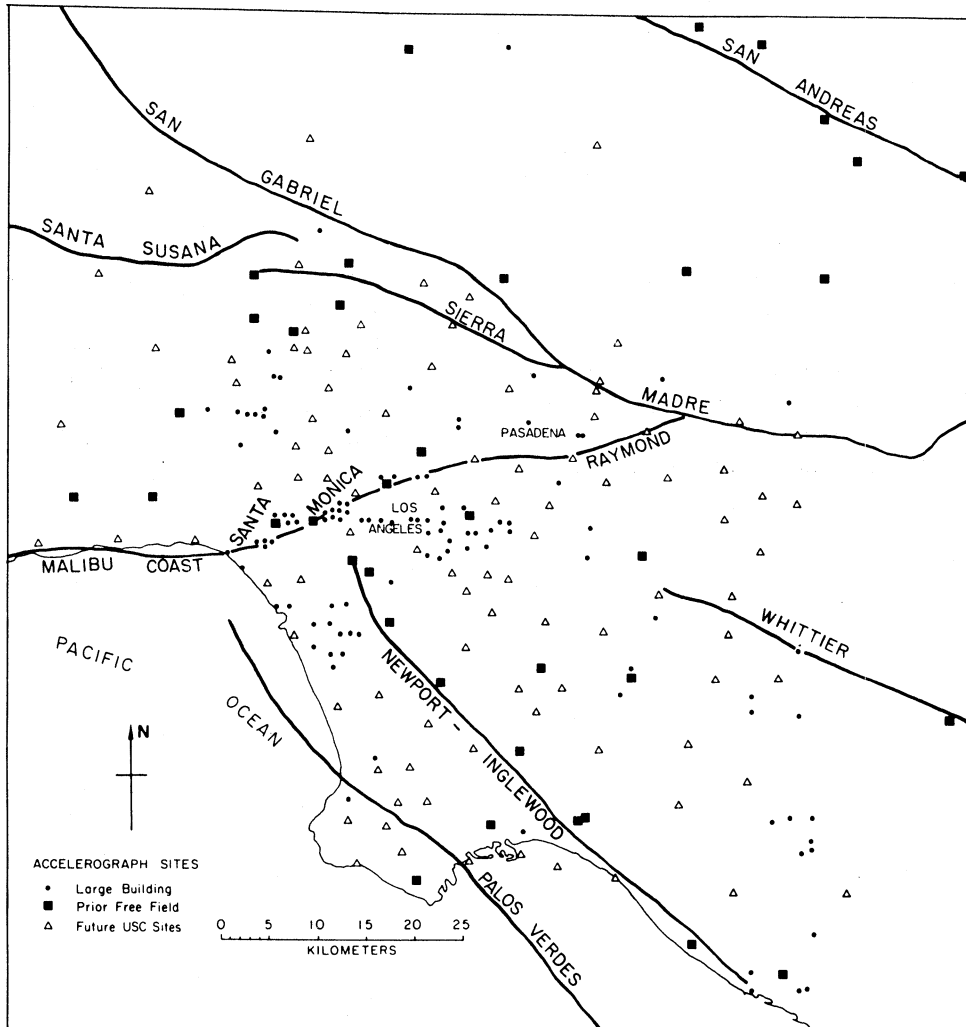 SAN
ANDREAS
SAN
GABRIEL
SANTA
SUSANA
SIERRA
MADRE
PASADENA
RAYMOND
SANTA
MONICA
LOS
ANGELES
MALIBU COAST
WHITTIER
PACIFIC
OCEAN
NEWPORT –
INGLEWOOD
N
PALOS VERDES
ACCELEROGRAPH SITES
Large Building
Prior Free Field
Future USC Sites
0 5 10 15 20 25
KILOMETERS